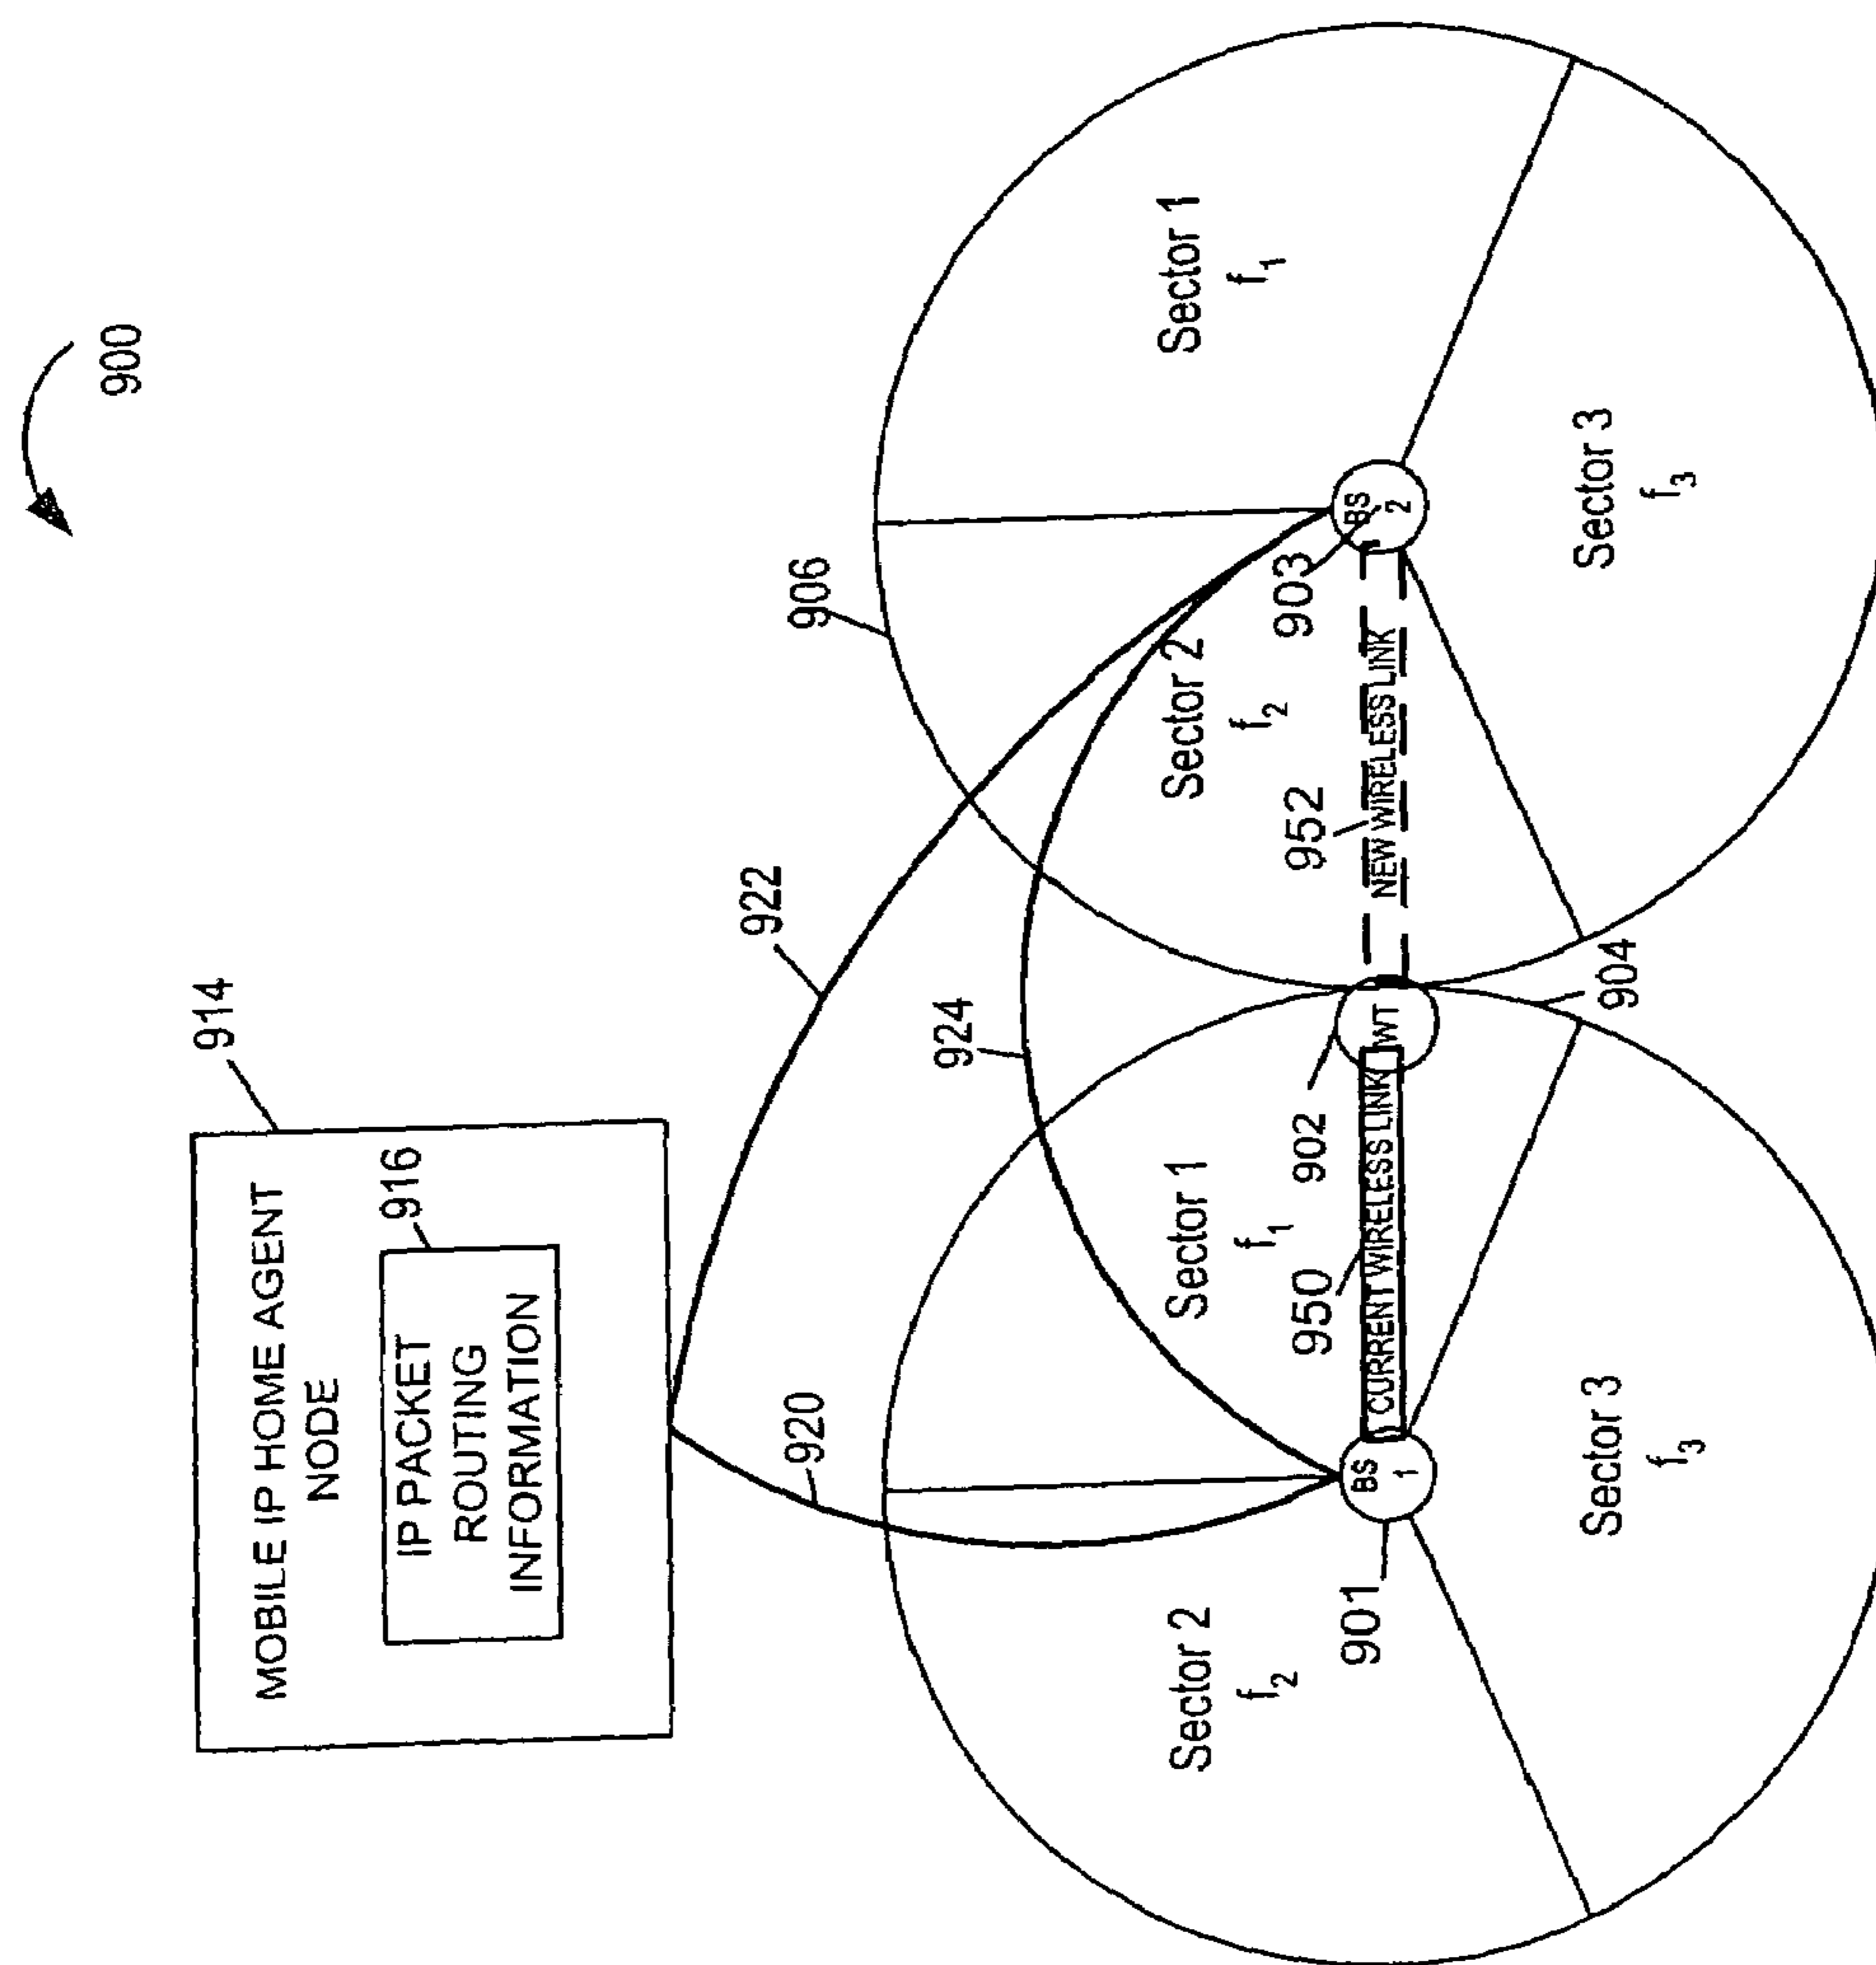 900
914
MOBILE IP HOME AGENT
NODE
916
IP PACKET
ROUTING
INFORMATION
922
920
924
906
Sector 2
f2
Sector 1
f1
Sector 2
f2
Sector 1
f1
901
950
902
952
903
BS
1
CURRENT WIRELESS LINK
WT
NEW WIRELESS LINK
BS
2
904
Sector 3
f3
Sector 3
f3